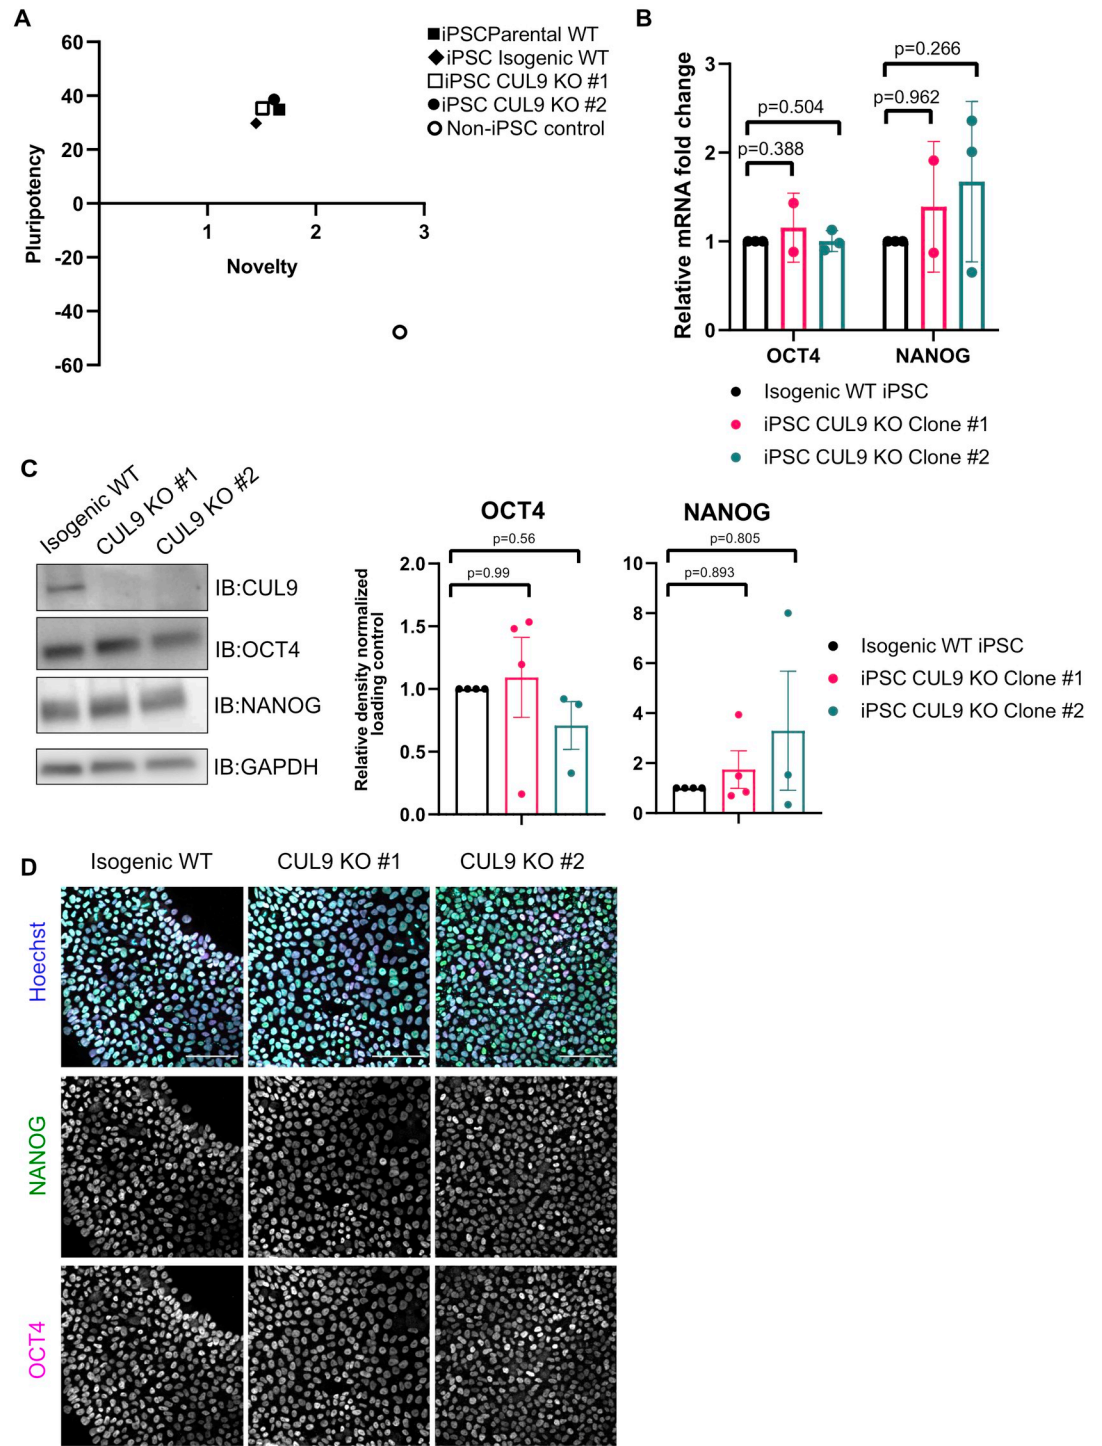 A
60
40
20
0
-20
-40
-60
Pluripotency
1
2
3
Novelty
iPSCParental WT
iPSC Isogenic WT
iPSC CUL9 KO #1
iPSC CUL9 KO #2
Non-iPSC control
B
p=0.266
p=0.962
p=0.504
p=0.388
Relative mRNA fold change
3
2
1
0
OCT4
NANOG
Isogenic WT iPSC
iPSC CUL9 KO Clone #1
iPSC CUL9 KO Clone #2
C
Isogenic WT
CUL9 KO #1
CUL9 KO #2
IB:CUL9
IB:OCT4
IB:NANOG
IB:GAPDH
OCT4
p=0.56
p=0.99
Relative density normalized
loading control
2.0
1.5
1.0
0.5
0.0
NANOG
p=0.805
p=0.893
10
8
6
4
2
0
Isogenic WT iPSC
iPSC CUL9 KO Clone #1
iPSC CUL9 KO Clone #2
D
Isogenic WT
CUL9 KO #1
CUL9 KO #2
Hoechst
NANOG
OCT4